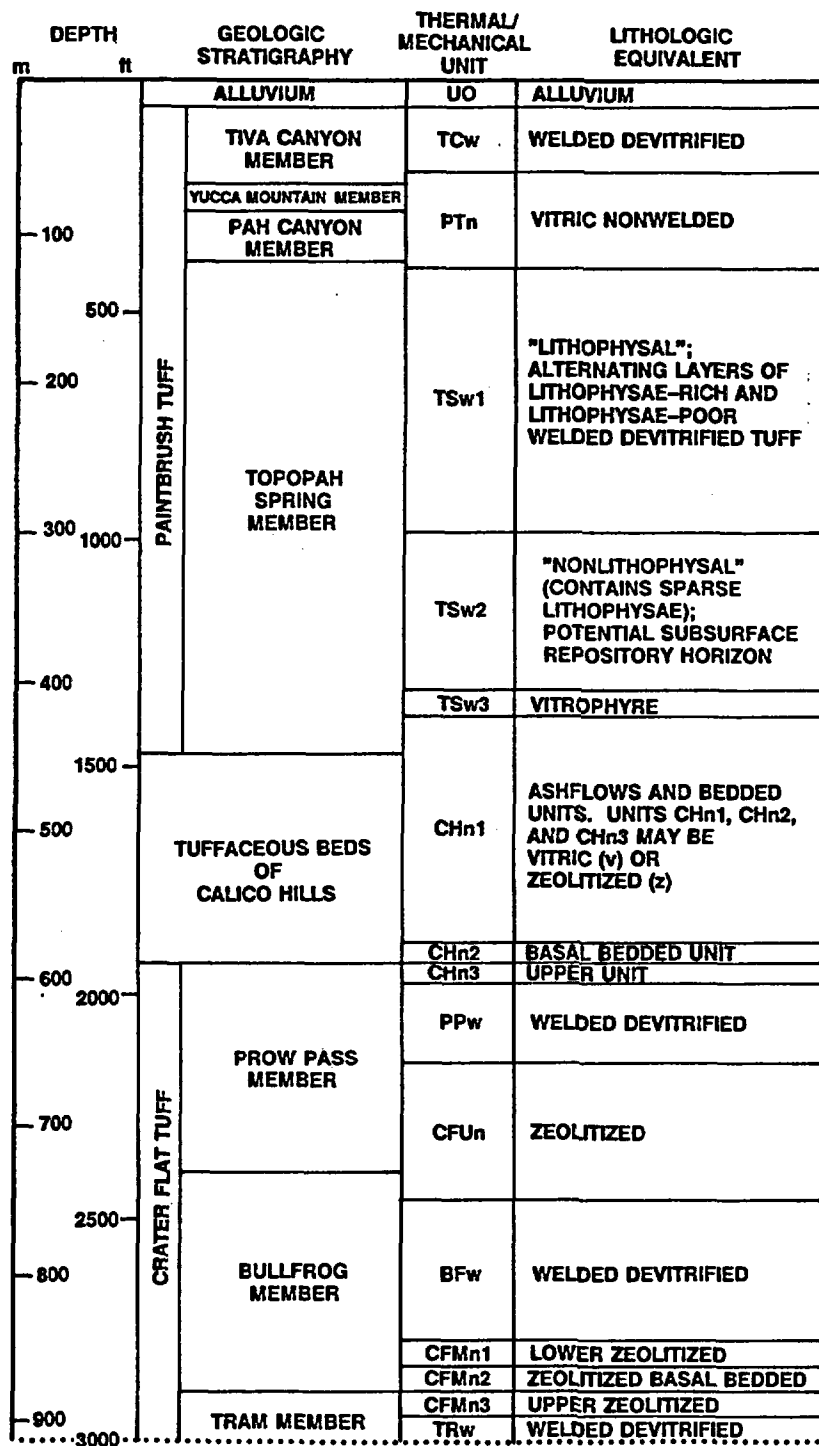 DEPTH
m ft
GEOLOGIC
STRATIGRAPHY
THERMAL/
MECHANICAL
UNIT
LITHOLOGIC
EQUIVALENT
ALLUVIUM
UO
ALLUVIUM
PAINTBRUSH TUFF
TIVA CANYON
MEMBER
TCw
WELDED DEVITRIFIED
YUCCA MOUNTAIN MEMBER
PAH CANYON
MEMBER
PTn
VITRIC NONWELDED
100
500
200
300
1000
400
TOPOPAH
SPRING
MEMBER
TSw1
"LITHOPHYSAL";
ALTERNATING LAYERS OF
LITHOPHYSAE–RICH AND
LITHOPHYSAE–POOR
WELDED DEVITRIFIED TUFF
TSw2
"NONLITHOPHYSAL"
(CONTAINS SPARSE
LITHOPHYSAE);
POTENTIAL SUBSURFACE
REPOSITORY HORIZON
TSw3
VITROPHYRE
1500
500
TUFFACEOUS BEDS
OF
CALICO HILLS
CHn1
ASHFLOWS AND BEDDED
UNITS. UNITS CHn1, CHn2,
AND CHn3 MAY BE
VITRIC (v) OR
ZEOLITIZED (z)
CHn2
BASAL BEDDED UNIT
600
2000
CRATER FLAT TUFF
CHn3
UPPER UNIT
PROW PASS
MEMBER
PPw
WELDED DEVITRIFIED
700
CFUn
ZEOLITIZED
2500
800
BULLFROG
MEMBER
BFw
WELDED DEVITRIFIED
CFMn1
LOWER ZEOLITIZED
CFMn2
ZEOLITIZED BASAL BEDDED
900
3000
TRAM MEMBER
CFMn3
UPPER ZEOLITIZED
TRw
WELDED DEVITRIFIED